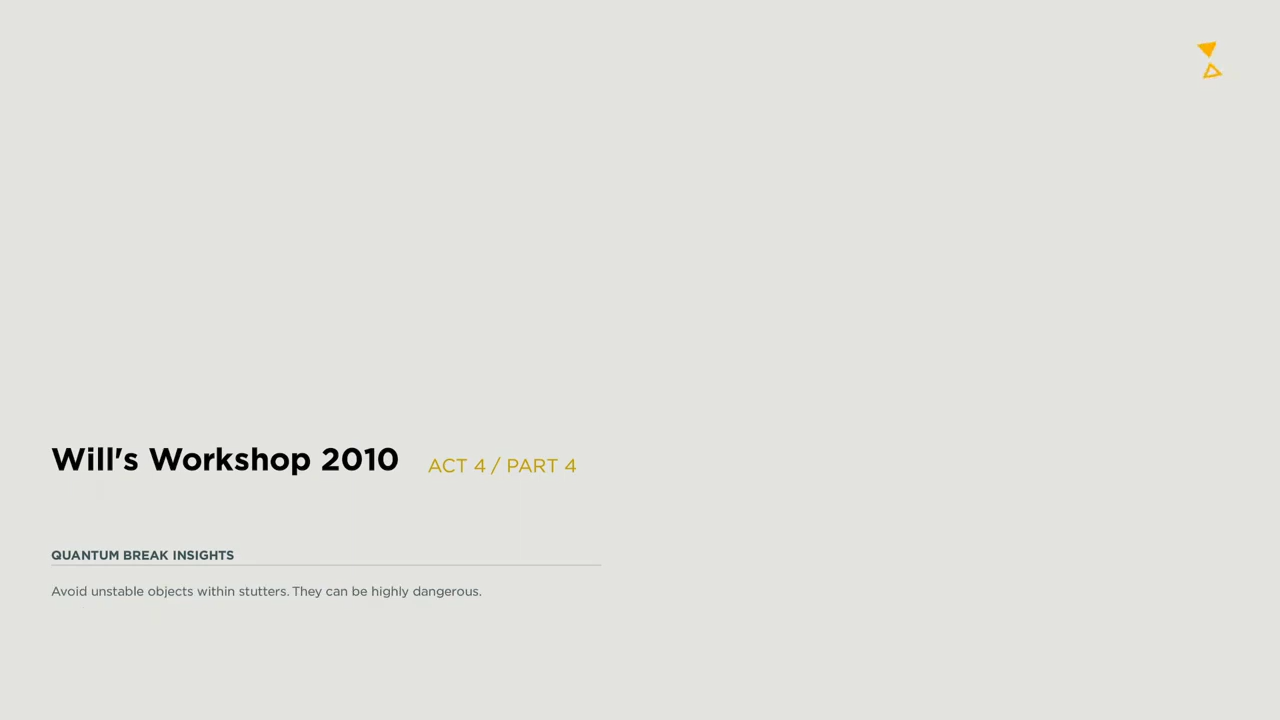 Will's Workshop 2010 ACT 4 / PART 4
QUANTUM BREAK INSIGHTS
Avoid unstable objects within stutters. They can be highly dangerous.